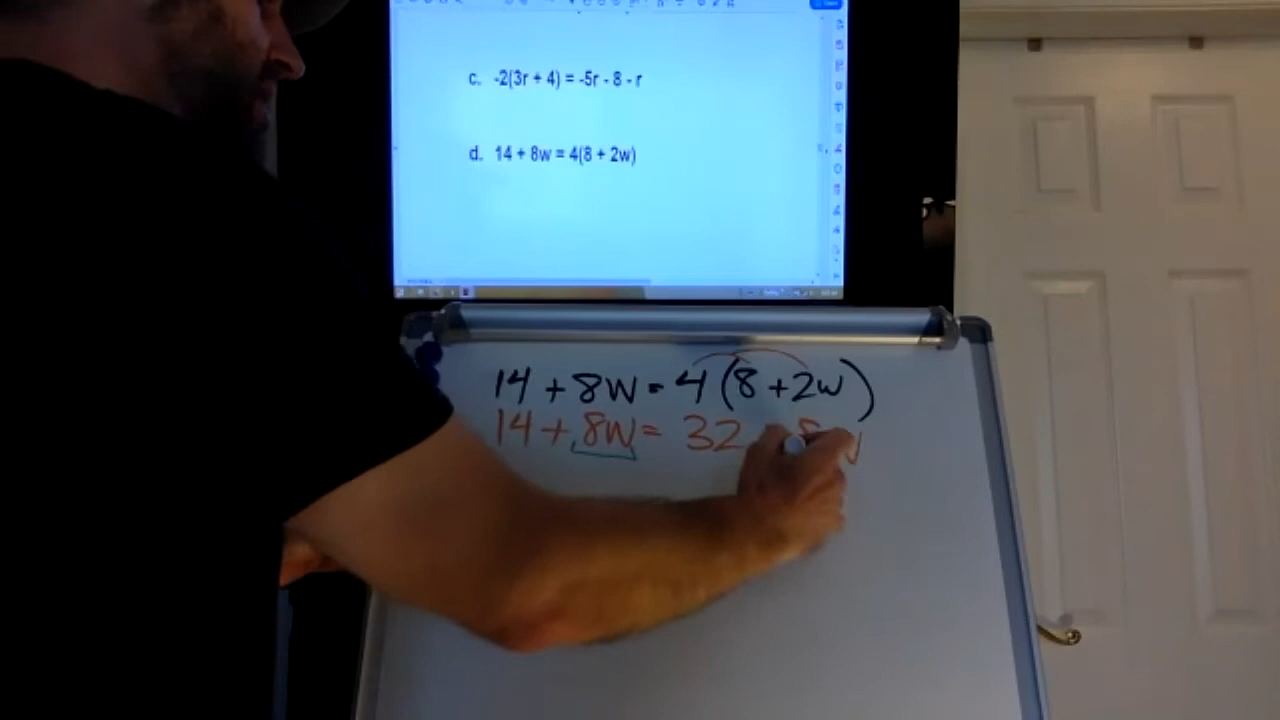 c. -2(3r + 4) = -5r - 8 - r
d. 14 + 8w = 4(8 + 2w)
14 + 8w = 4(8 + 2w)
14 + 8w = 32